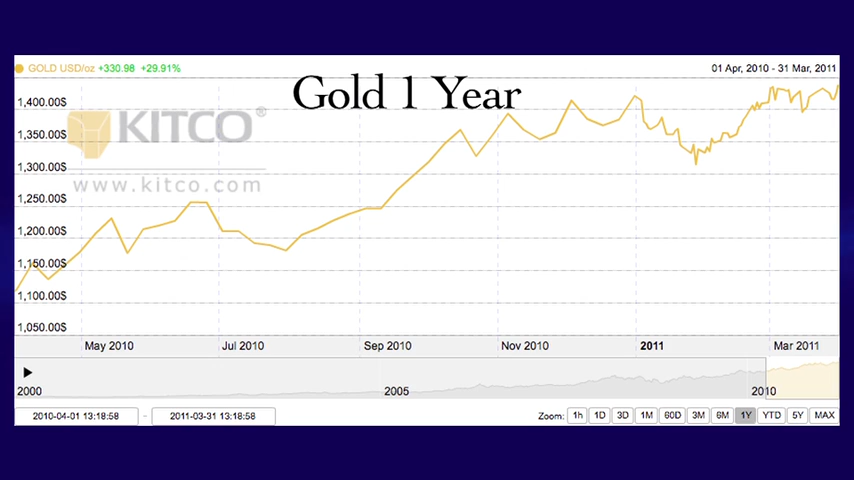 GOLD USD/oz +330.98 +29.91%
01 Apr, 2010 - 31 Mar, 2011
Gold 1 Year
1,400.00$
KITCO®
1,350.00$
1,300.00$
www.kitco.com
1,250.00$
1,200.00$
1,150.00$
1,100.00$
1,050.00$
May 2010 Jul 2010 Sep 2010 Nov 2010 2011 Mar 2011
2000 2005 2010
2010-04-01 13:18:58 - 2011-03-31 13:18:58 Zoom: 1h 1D 3D 1M 60D 3M 6M 1Y YTD 5Y MAX